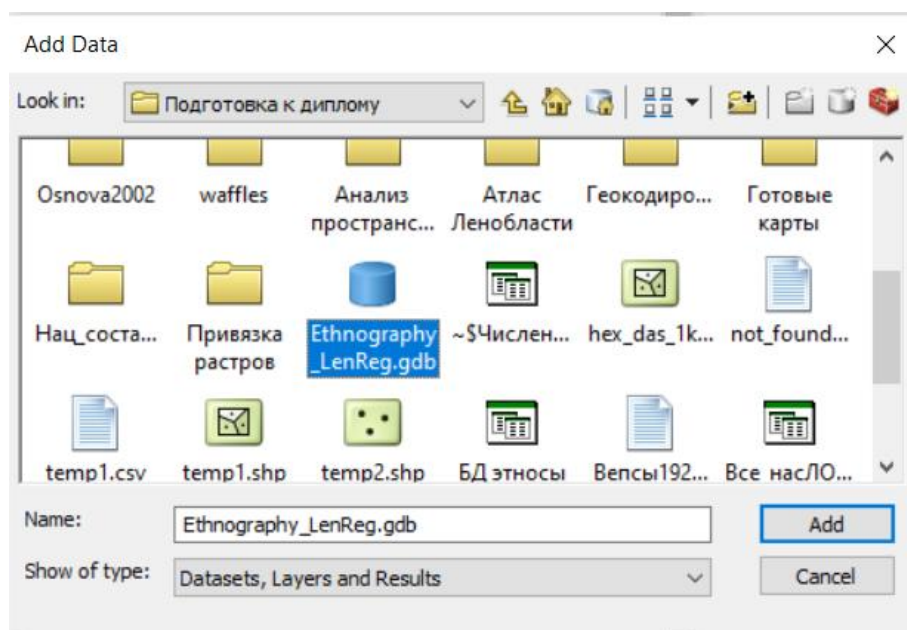 Add Data
Look in:
Подготовка к диплому
Osnova2002
waffles
Анализ
пространс...
Атлас
Ленобласти
Геокодиро...
Готовые
карты
Нац_соста...
Привязка
растров
Ethnography
_LenReg.gdb
~$Числен...
hex_das_1k...
not_found...
temp1.csv
temp1.shp
temp2.shp
БД этносы
Вепсы192...
Все насЛО...
Name:
Ethnography_LenReg.gdb
Add
Show of type:
Datasets, Layers and Results
Cancel